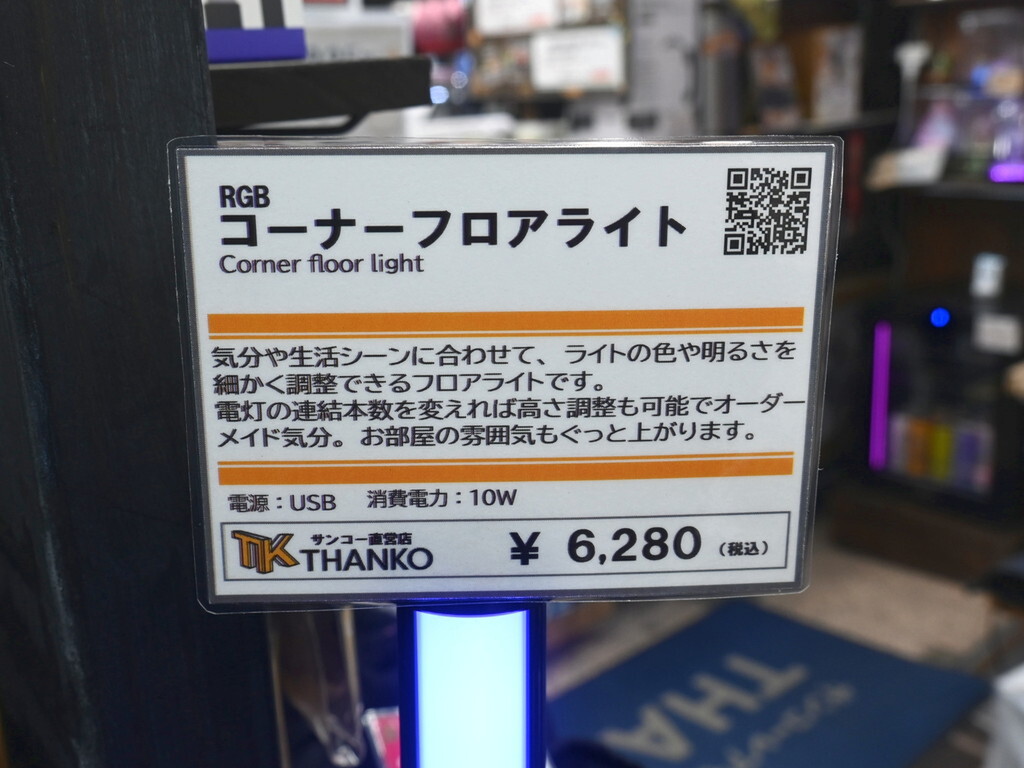 RGB
コーナーフロアライト
Corner floor light
気分や生活シーンに合わせて、ライトの色や明るさを
細かく調整できるフロアライトです。
電灯の連結本数を変えれば高さ調整も可能でオーダー
メイド気分。お部屋の雰囲気もぐっと上がります。
電源：USB　消費電力：10W
サンコー直営店
THANKO
¥ 6,280（税込）
THA